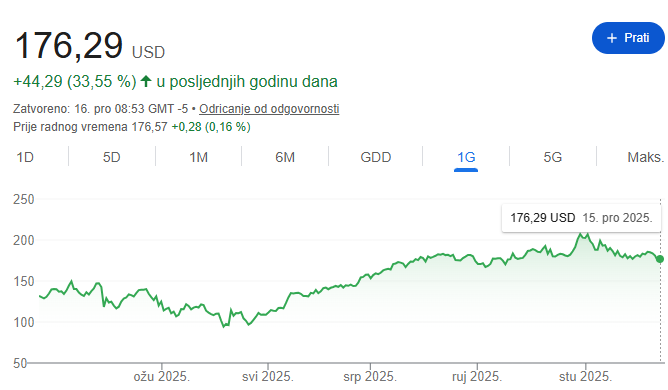 176,29 USD
+ Prati
+44,29 (33,55 %) ↑ u posljednjih godinu dana
Zatvoreno: 16. pro 08:53 GMT -5 • Odricanje od odgovornosti
Prije radnog vremena 176,57 +0,28 (0,16 %)
1D 5D 1M 6M GDD 1G 5G Maks.
250
176,29 USD 15. pro 2025.
200
150
100
50
ožu 2025. svi 2025. srp 2025. ruj 2025. stu 2025.